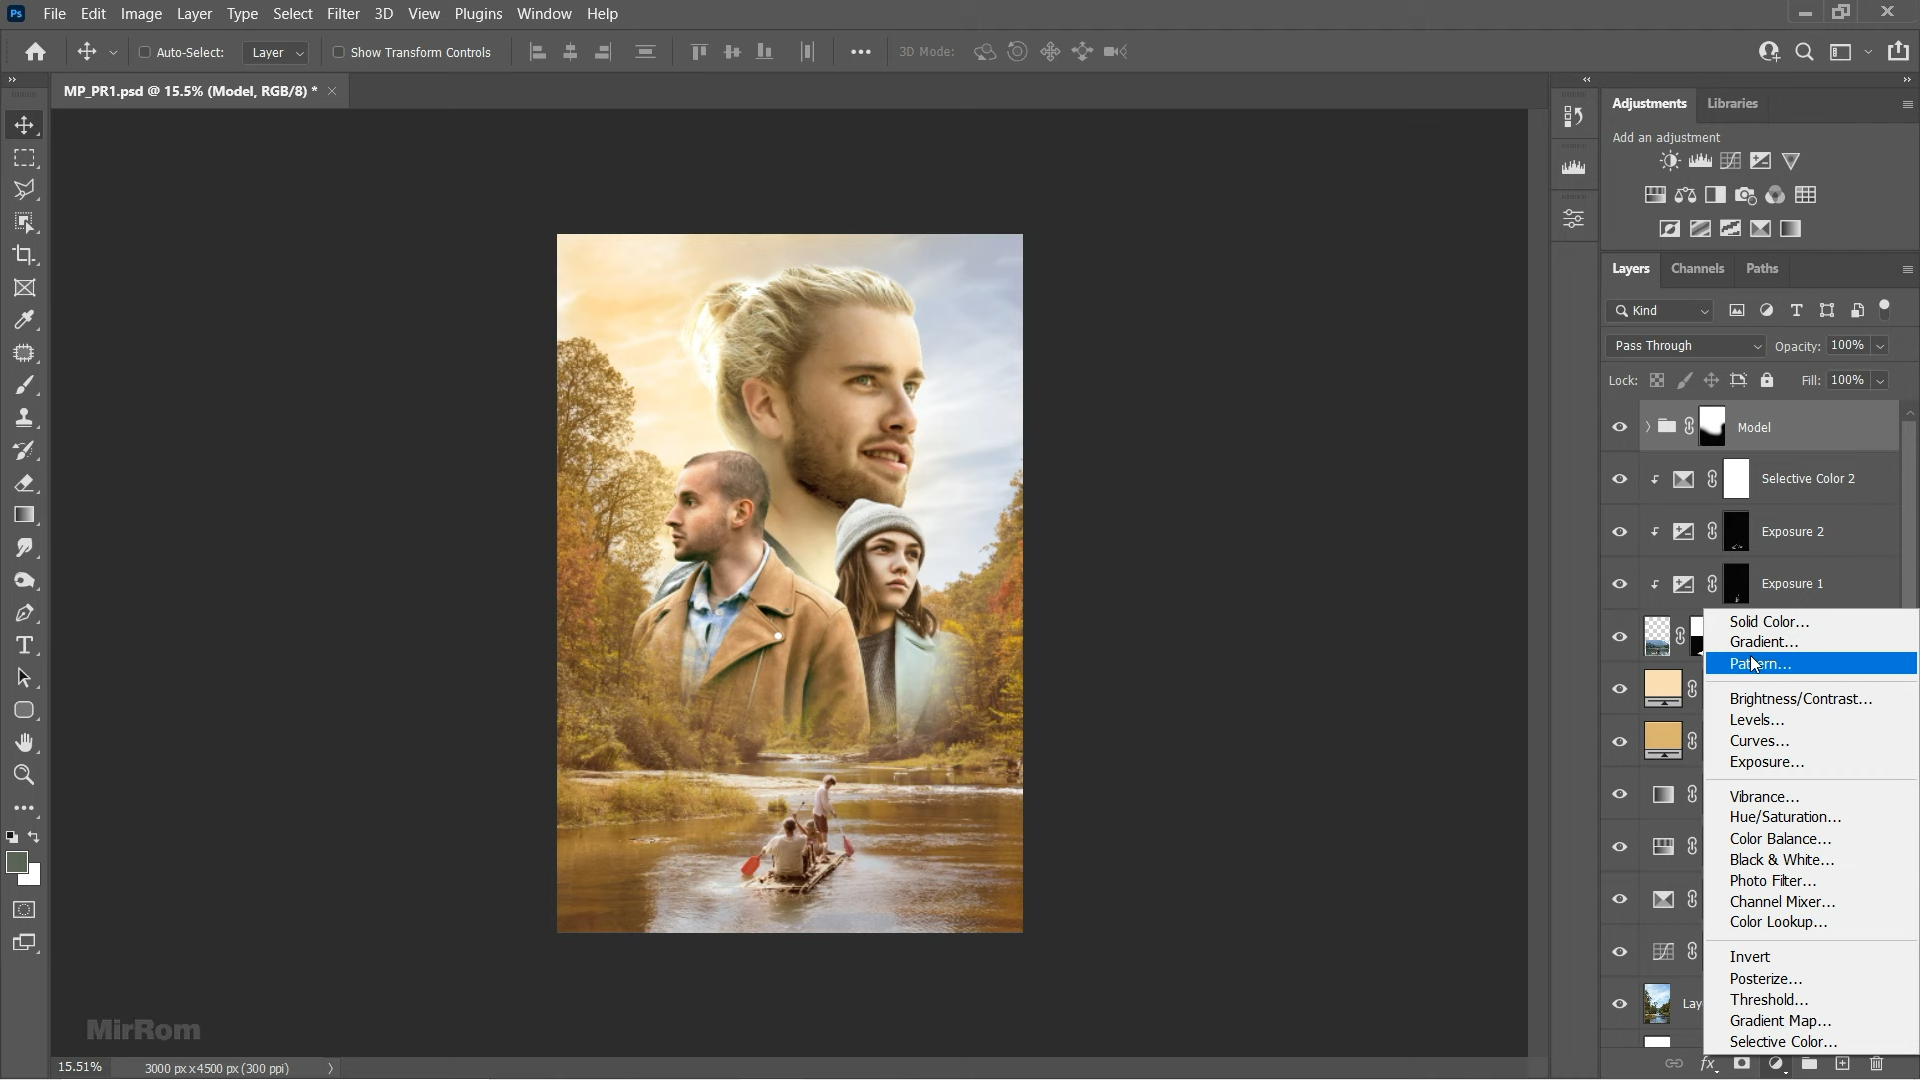 Ps File Edit Image Layer Type Select Filter 3D View Plugins Window Help
Auto-Select: Layer Show Transform Controls 3D Mode:
MP_PR1.psd @ 15.5% (Model, RGB/8) *
Adjustments Libraries
Add an adjustment
Layers Channels Paths
Kind
Pass Through Opacity: 100%
Lock: Fill: 100%
Model
Selective Color 2
Exposure 2
Exposure 1
Solid Color...
Gradient...
Pattern...
Brightness/Contrast...
Levels...
Curves...
Exposure...
Vibrance...
Hue/Saturation...
Color Balance...
Black & White...
Photo Filter...
Channel Mixer...
Color Lookup...
Invert
Posterize...
Threshold...
Gradient Map...
Selective Color...
Lay
fx
T
MirRom
15.51% 3000 px x 4500 px (300 ppi)